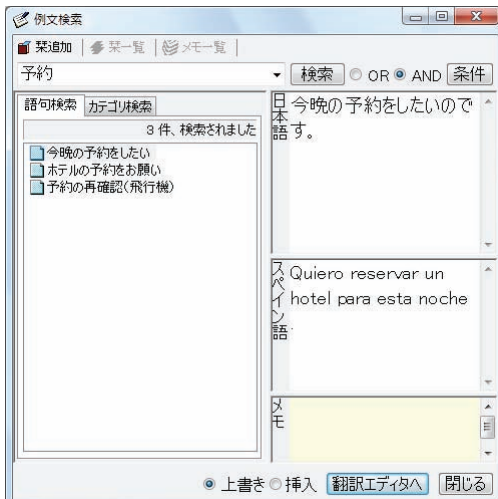 例文検索
栞追加 栞一覧 メモ一覧
予約 検索 OR AND 条件
語句検索 カテゴリ検索
3 件、検索されました
今晩の予約をしたい
ホテルの予約をお願い
予約の再確認(飛行機)
日本語
今晩の予約をしたいので
す。
スペイン語
Quiero reservar un
hotel para esta noche
.
メモ
上書き 挿入 翻訳エディタへ 閉じる